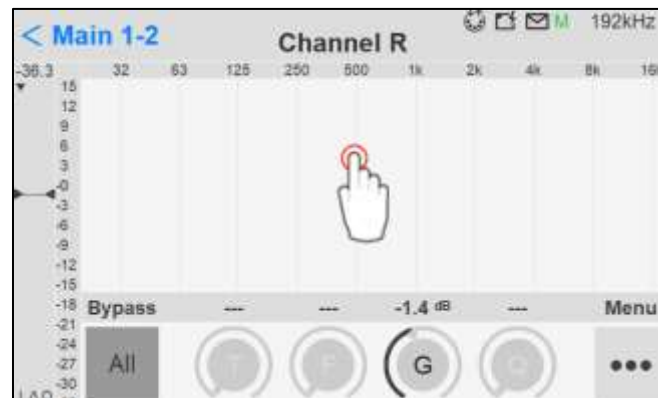 < Main 1-2
Channel R
M 192kHz
-36.3 32 63 125 250 500 1k 2k 4k 8k 16
15
12
9
6
3
0
-3
-6
-9
-12
-15
-18
-21
-24
-27
-30
Bypass --- --- -1.4 dB --- Menu
All T F G Q •••